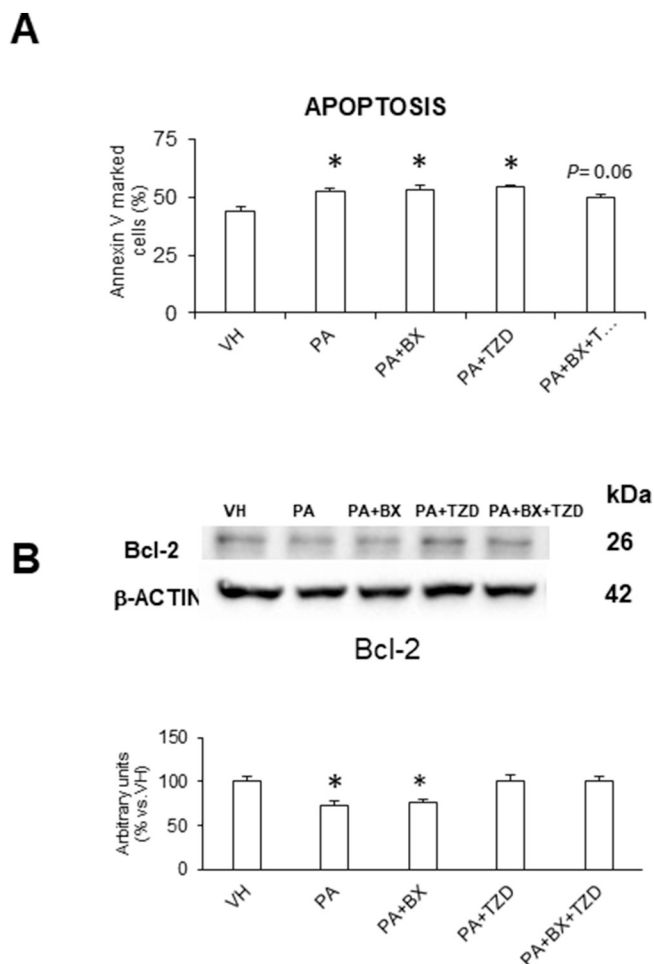 A
APOPTOSIS
Annexin V marked
cells (%)
75
50
25
0
* * * P= 0.06
VH PA PA+BX PA+TZD PA+BX+T...
B
kDa
VH PA PA+BX PA+TZD PA+BX+TZD
Bcl-2 26
β-ACTIN 42
Bcl-2
Arbitrary units
(% vs.VH)
150
100
50
0
* *
VH PA PA+BX PA+TZD PA+BX+TZD